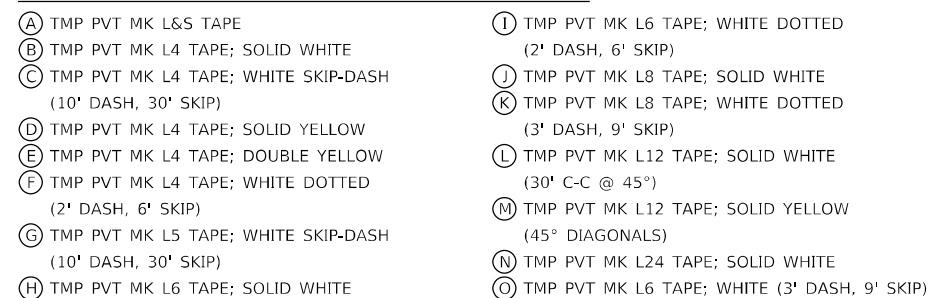 A TMP PVT MK L&S TAPE
B TMP PVT MK L4 TAPE; SOLID WHITE
C TMP PVT MK L4 TAPE; WHITE SKIP-DASH
(10' DASH, 30' SKIP)
D TMP PVT MK L4 TAPE; SOLID YELLOW
E TMP PVT MK L4 TAPE; DOUBLE YELLOW
F TMP PVT MK L4 TAPE; WHITE DOTTED
(2' DASH, 6' SKIP)
G TMP PVT MK L5 TAPE; WHITE SKIP-DASH
(10' DASH, 30' SKIP)
H TMP PVT MK L6 TAPE; SOLID WHITE
I TMP PVT MK L6 TAPE; WHITE DOTTED
(2' DASH, 6' SKIP)
J TMP PVT MK L8 TAPE; SOLID WHITE
K TMP PVT MK L8 TAPE; WHITE DOTTED
(3' DASH, 9' SKIP)
L TMP PVT MK L12 TAPE; SOLID WHITE
(30' C-C @ 45°)
M TMP PVT MK L12 TAPE; SOLID YELLOW
(45° DIAGONALS)
N TMP PVT MK L24 TAPE; SOLID WHITE
O TMP PVT MK L6 TAPE; WHITE (3' DASH, 9' SKIP)